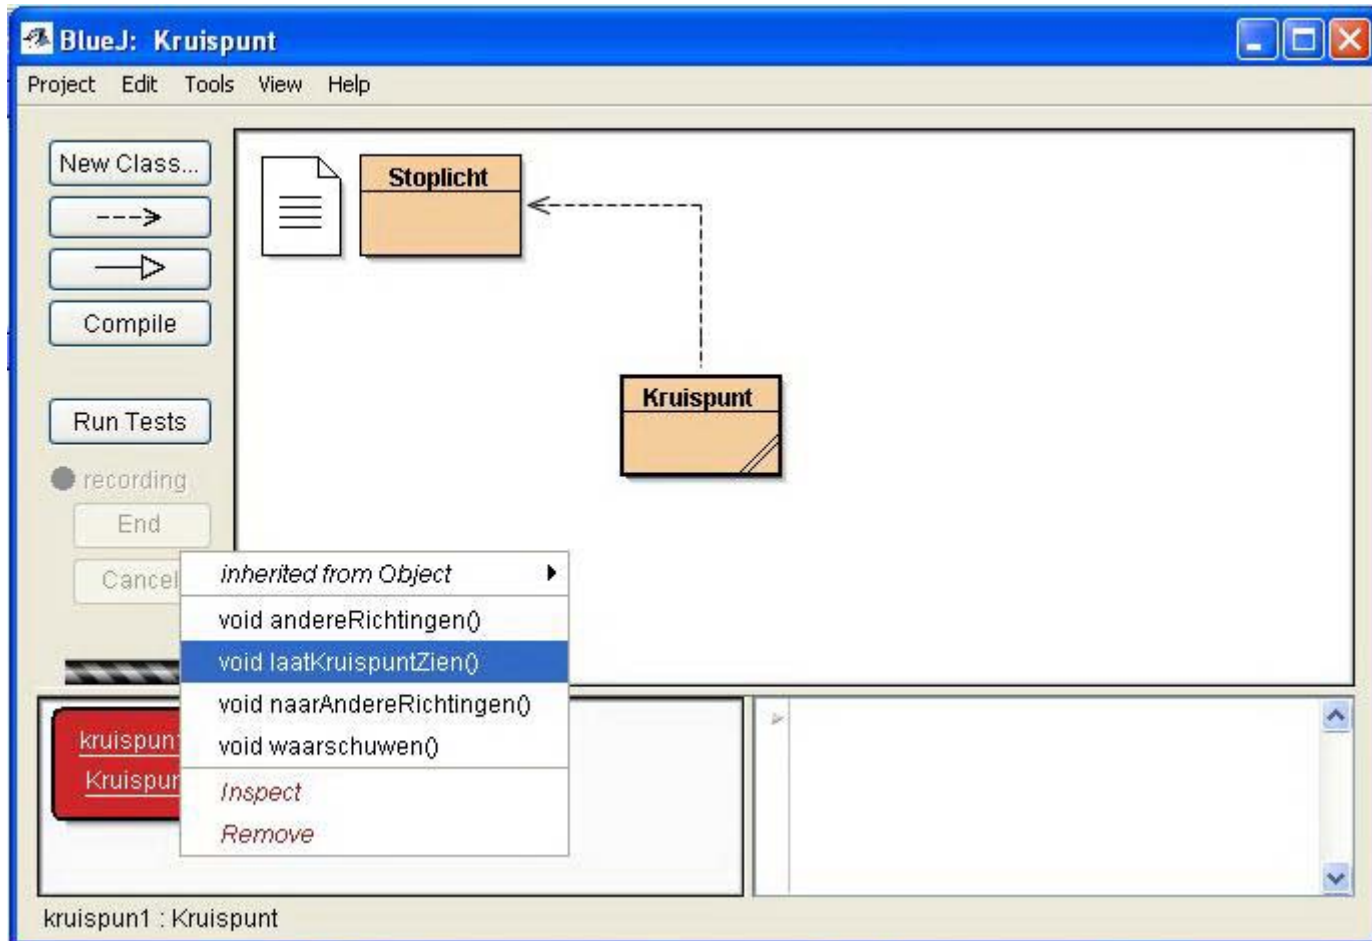 BlueJ: Kruispunt
Project Edit Tools View Help
New Class...
Compile
Run Tests
recording
End
Cancel
Stoplicht
Kruispunt
inherited from Object
void andereRichtingen()
void laatKruispuntZien()
void naarAndereRichtingen()
void waarschuwen()
Inspect
Remove
kruispun1 : Kruispunt